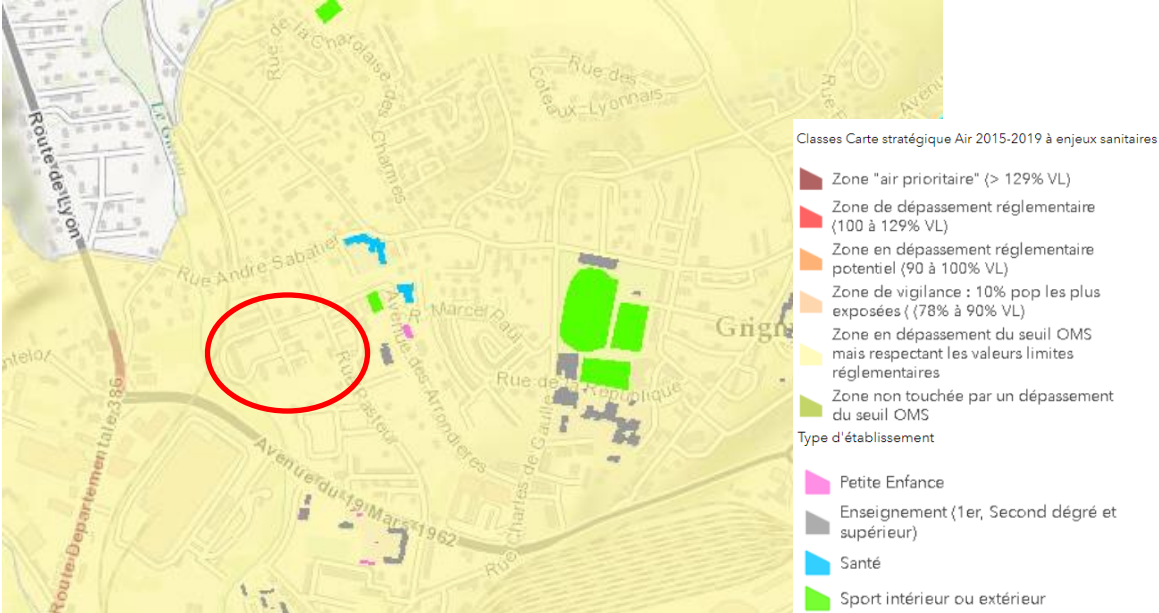 Rue de la Charolaise
Rue des
Coteaux-Lyonnais
Avenue
Rue
Route de Lyon
Charmes
des
Rue André Sabatier
Avenue des Arrondières
R. Marcel Paul
Rue Pasteur
Rue de la République
Grign
Rue Charles de Gaulle
Avenue du 19 Mars 1962
Route Departementale 386
Classes Carte stratégique Air 2015-2019 à enjeux sanitaires
Zone "air prioritaire" (> 129% VL)
Zone de dépassement réglementaire
(100 à 129% VL)
Zone en dépassement réglementaire
potentiel (90 à 100% VL)
Zone de vigilance : 10% pop les plus
exposées ( (78% à 90% VL)
Zone en dépassement du seuil OMS
mais respectant les valeurs limites
réglementaires
Zone non touchée par un dépassement
du seuil OMS
Type d'établissement
Petite Enfance
Enseignement (1er, Second dégré et
supérieur)
Santé
Sport intérieur ou extérieur